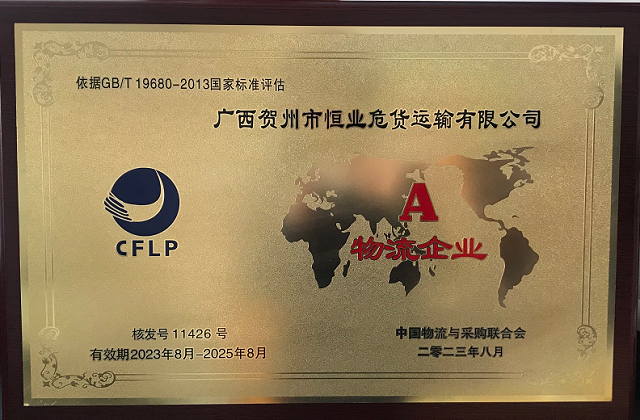 依据GB/T 19680-2013国家标准评估
广西贺州市恒业危货运输有限公司
CFLP
A
物流企业
核发号 11426 号
有效期2023年8月-2025年8月
中国物流与采购联合会
二零二三年八月